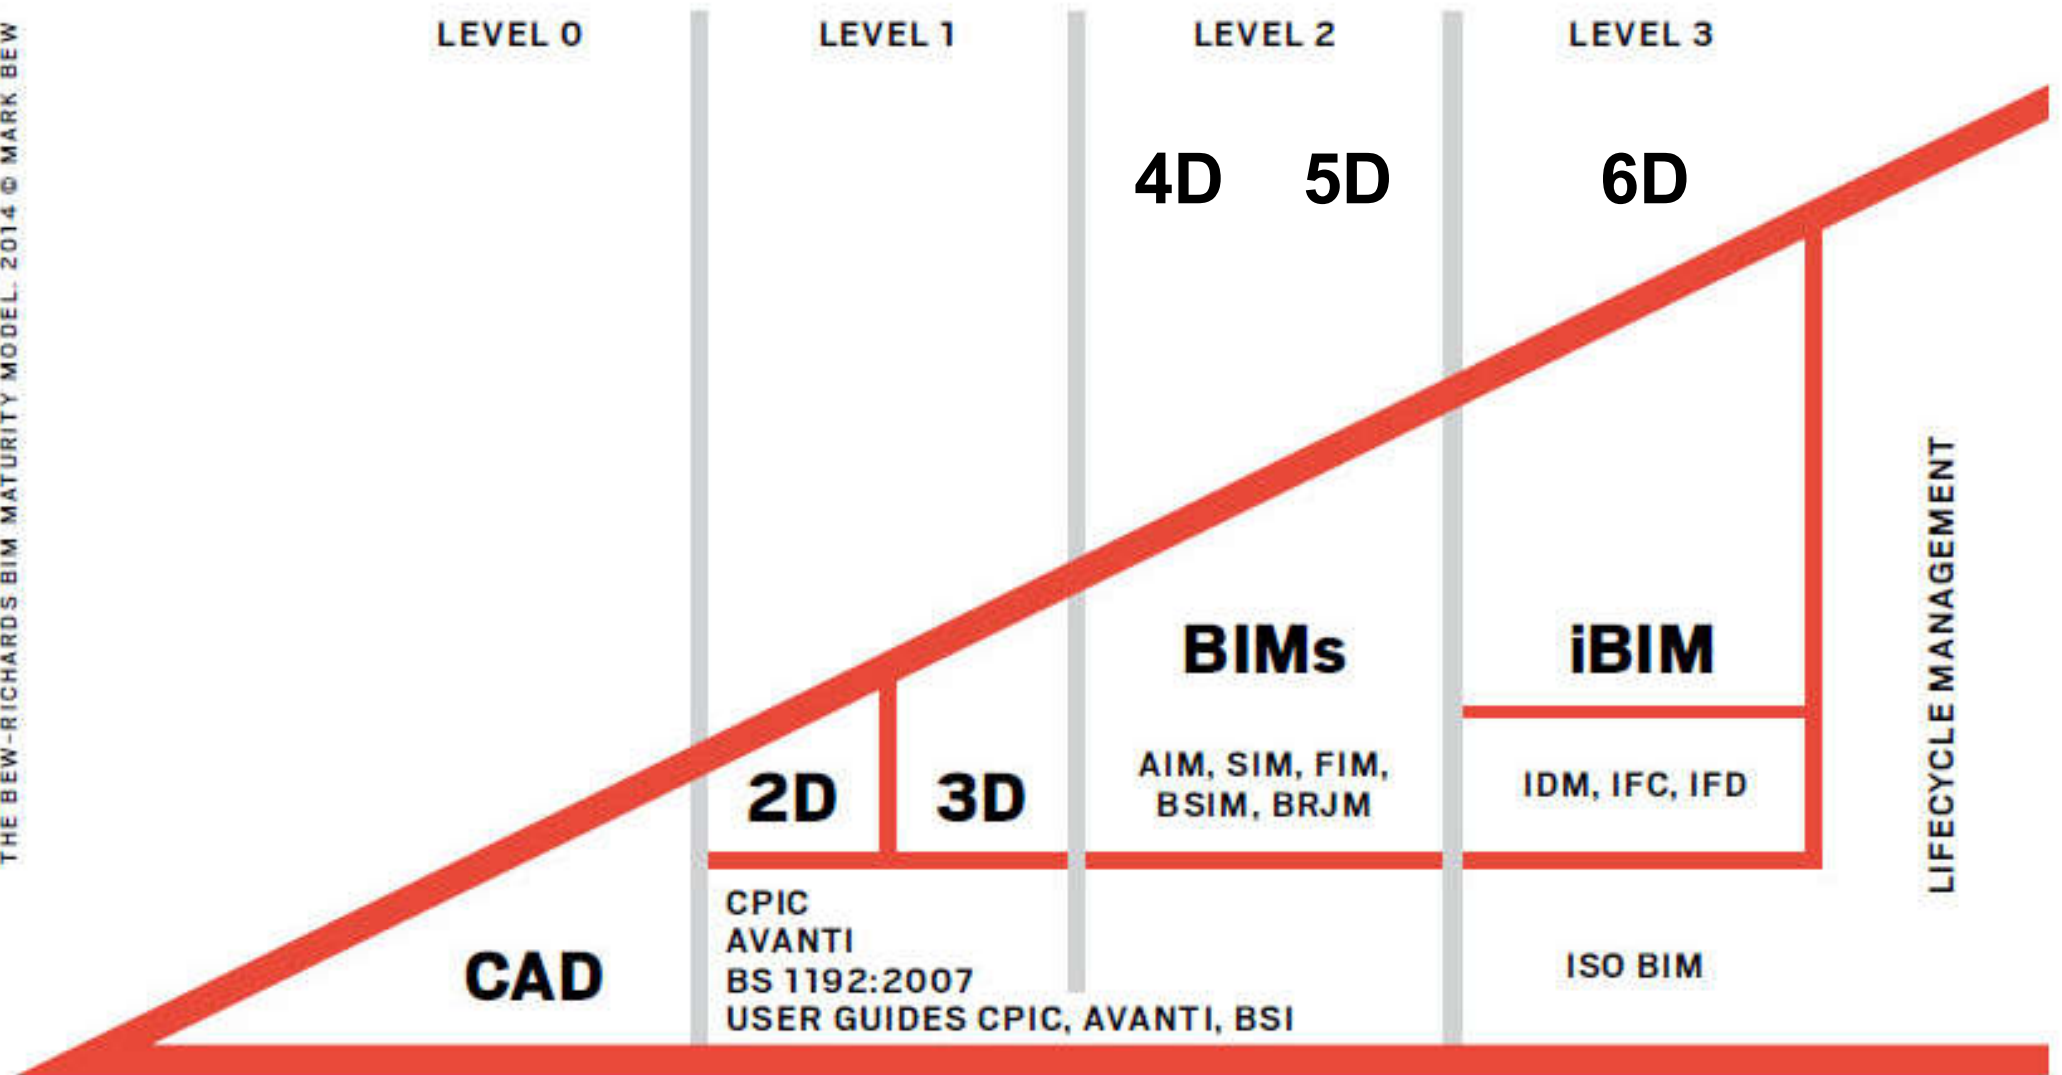 THE BEW-RICHARDS BIM MATURITY MODEL. 2014 © MARK BEW
LEVEL 0
LEVEL 1
LEVEL 2
LEVEL 3
4D
5D
6D
BIMs
iBIM
2D
3D
AIM, SIM, FIM,
BSIM, BRJM
IDM, IFC, IFD
LIFECYCLE MANAGEMENT
CAD
CPIC
AVANTI
BS 1192:2007
USER GUIDES CPIC, AVANTI, BSI
ISO BIM